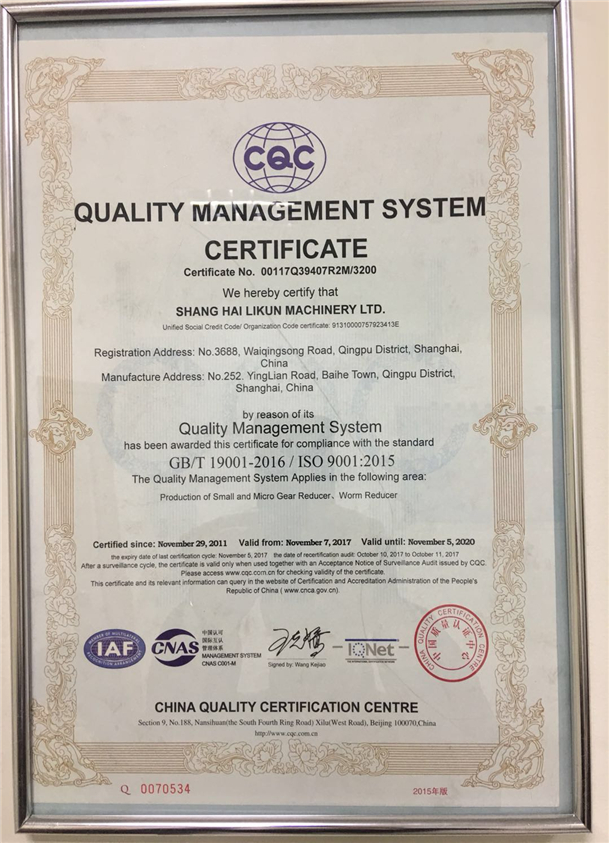 CQC
QUALITY MANAGEMENT SYSTEM
CERTIFICATE
Certificate No. 00117Q39407R2M/3200
We hereby certify that
SHANG HAI LIKUN MACHINERY LTD.
Unified Social Credit Code/ Organization Code certificate: 91310000757923413E
Registration Address: No.3688, Waiqingsong Road, Qingpu District, Shanghai,
China
Manufacture Address: No.252. YingLian Road, Baihe Town, Qingpu District,
Shanghai, China
by reason of its
Quality Management System
has been awarded this certificate for compliance with the standard
GB/T 19001-2016 / ISO 9001:2015
The Quality Management System Applies in the following area:
Production of Small and Micro Gear Reducer、Worm Reducer
Certified since: November 29, 2011 Valid from: November 7, 2017 Valid until: November 5, 2020
the expiry date of last certification cycle: November 5, 2017 the date of recertification audit: October 10, 2017 to October 11, 2017
After a surveillance cycle, the certificate is valid only when used together with an Acceptance Notice of Surveillance Audit issued by CQC.
Please access www.cqc.com.cn for checking validity of the certificate.
This certificate and its relevant information can query in the website of Certification and Accreditation Administration of the People's
Republic of China ( www.cnca.gov.cn).
IAF
CNAS
中国认可
国际互认
管理体系
MANAGEMENT SYSTEM
CNAS C001-M
Signed by: Wang Kejiao
IQNet
CHINA QUALITY CERTIFICATION CENTRE
中国质量认证中心
CHINA QUALITY CERTIFICATION CENTRE
Section 9, No.188, Nansihuan(the South Fourth Ring Road) Xilu(West Road), Beijing 100070,China
http://www.cqc.com.cn
Q 0070534
2015年版